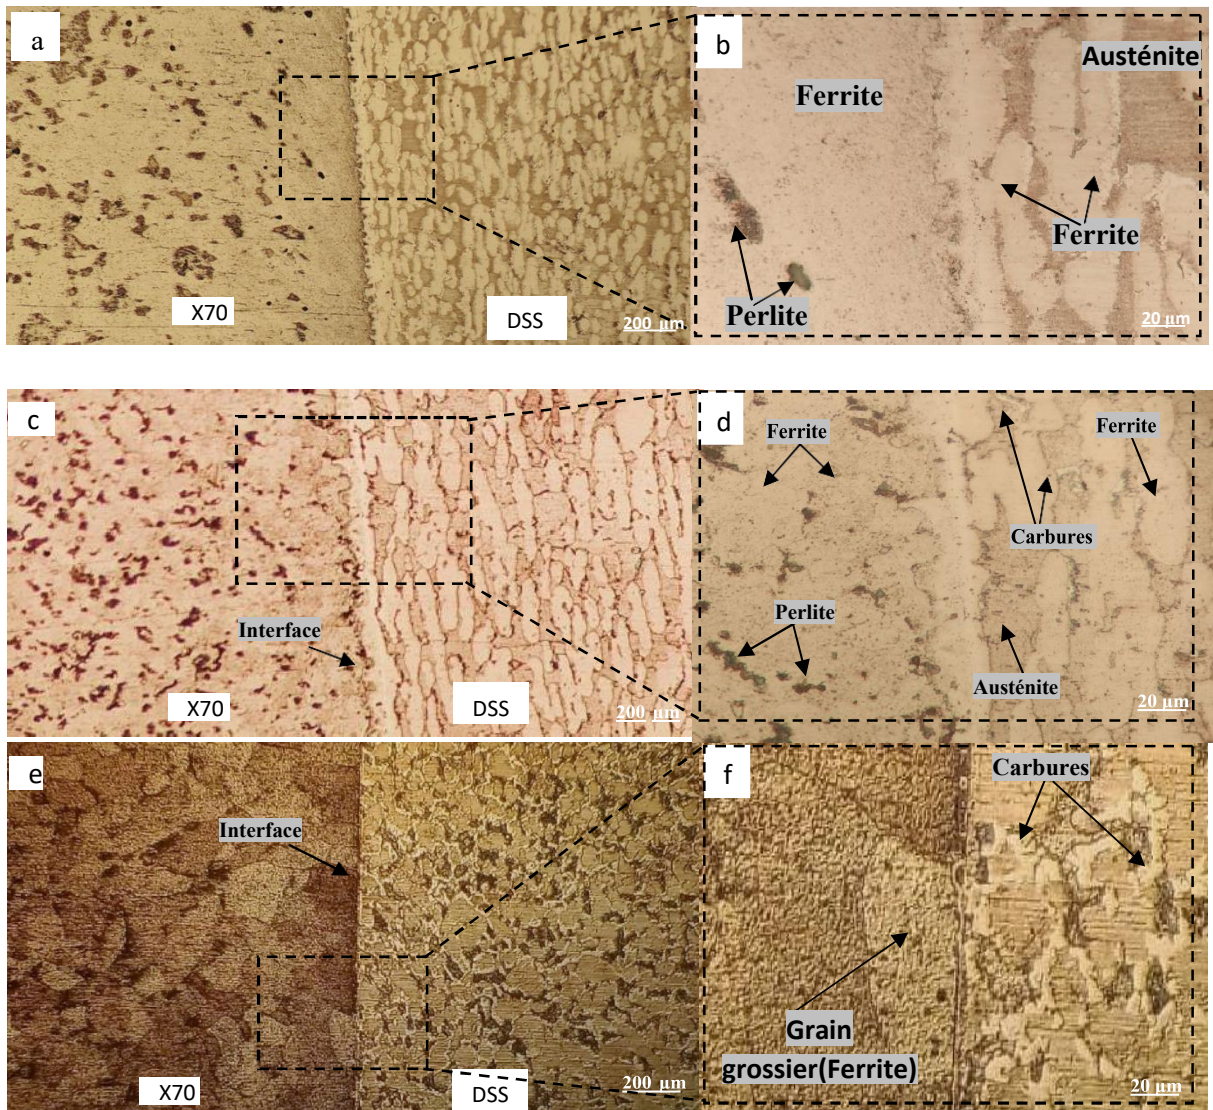 a
X70
DSS
200 µm
b
Ferrite
Austénite
Ferrite
Perlite
20 µm
c
Interface
X70
DSS
200 µm
d
Ferrite
Ferrite
Carbures
Perlite
Austénite
20 µm
e
Interface
X70
DSS
200 µm
f
Carbures
Grain
grossier(Ferrite)
20 µm